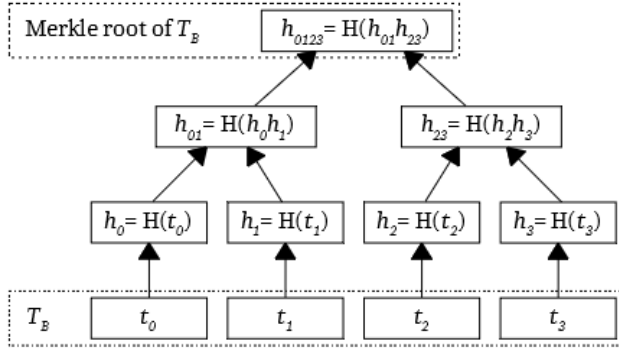 Merkle root of T_B
h_0123= H(h_01h_23)
h_01= H(h_0h_1)
h_23= H(h_2h_3)
h_0= H(t_0)
h_1= H(t_1)
h_2= H(t_2)
h_3= H(t_3)
T_B
t_0
t_1
t_2
t_3